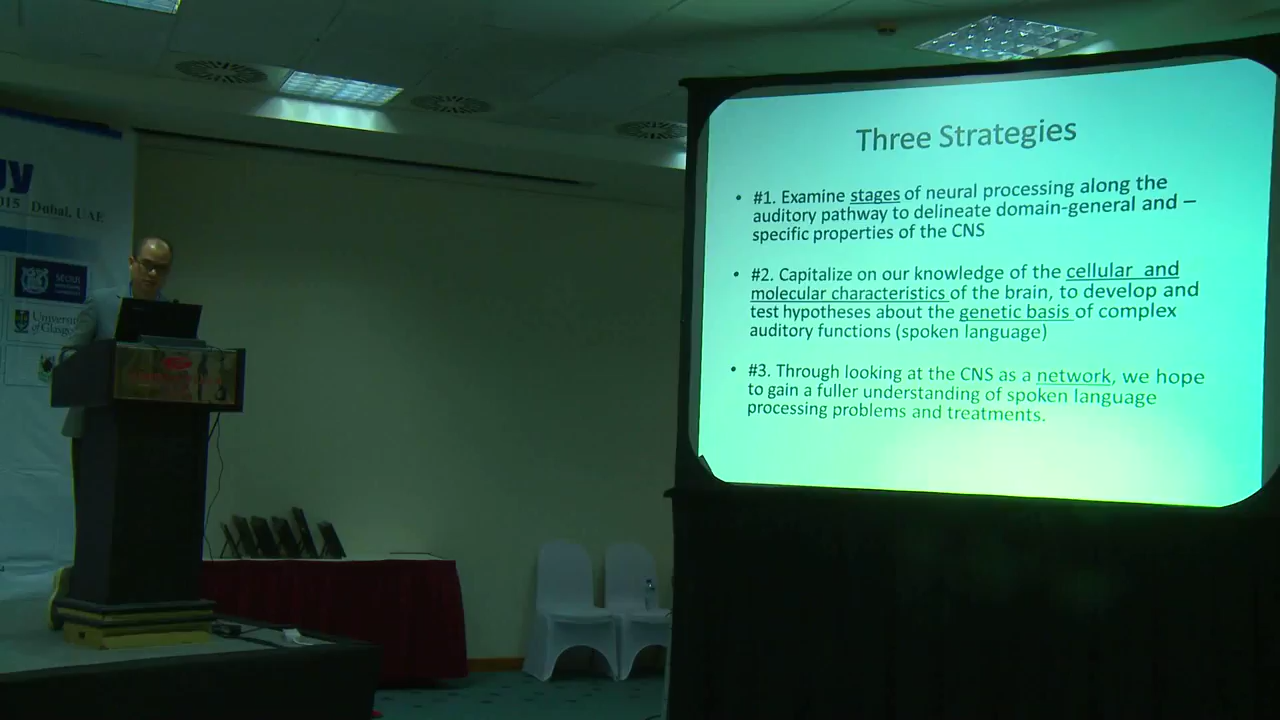 gy
015 Dubai, UAE
SEOUL
University
of Glasgow
Three Strategies
• #1. Examine stages of neural processing along the
auditory pathway to delineate domain-general and –
specific properties of the CNS
• #2. Capitalize on our knowledge of the cellular and
molecular characteristics of the brain, to develop and
test hypotheses about the genetic basis of complex
auditory functions (spoken language)
• #3. Through looking at the CNS as a network, we hope
to gain a fuller understanding of spoken language
processing problems and treatments.